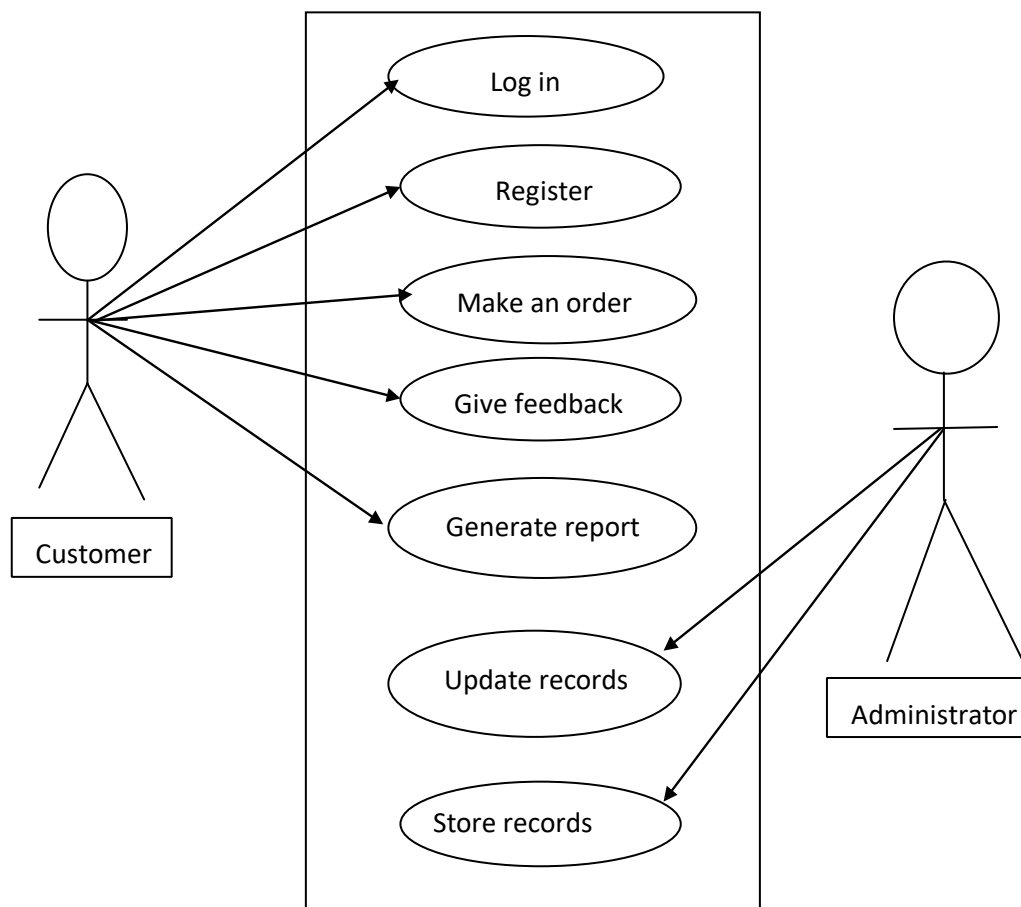 Log in
Register
Make an order
Give feedback
Generate report
Customer
Update records
Administrator
Store records